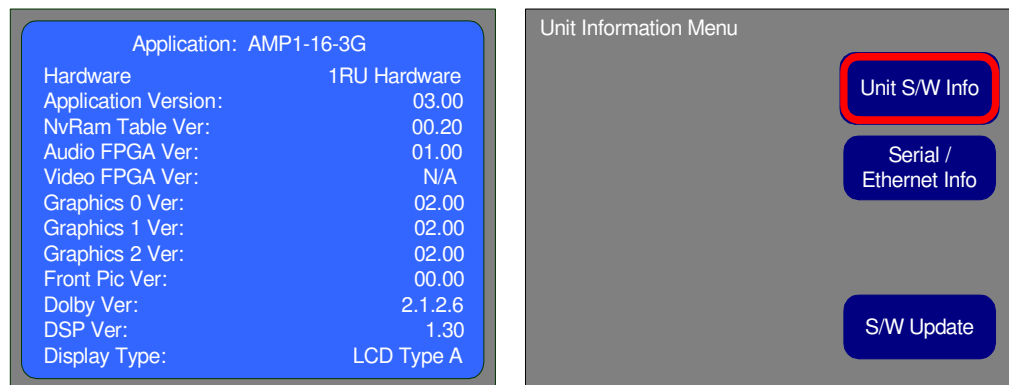 Application: AMP1-16-3G
Hardware 1RU Hardware
Application Version: 03.00
NvRam Table Ver: 00.20
Audio FPGA Ver: 01.00
Video FPGA Ver: N/A
Graphics 0 Ver: 02.00
Graphics 1 Ver: 02.00
Graphics 2 Ver: 02.00
Front Pic Ver: 00.00
Dolby Ver: 2.1.2.6
DSP Ver: 1.30
Display Type: LCD Type A
Unit Information Menu
Unit S/W Info
Serial /
Ethernet Info
S/W Update